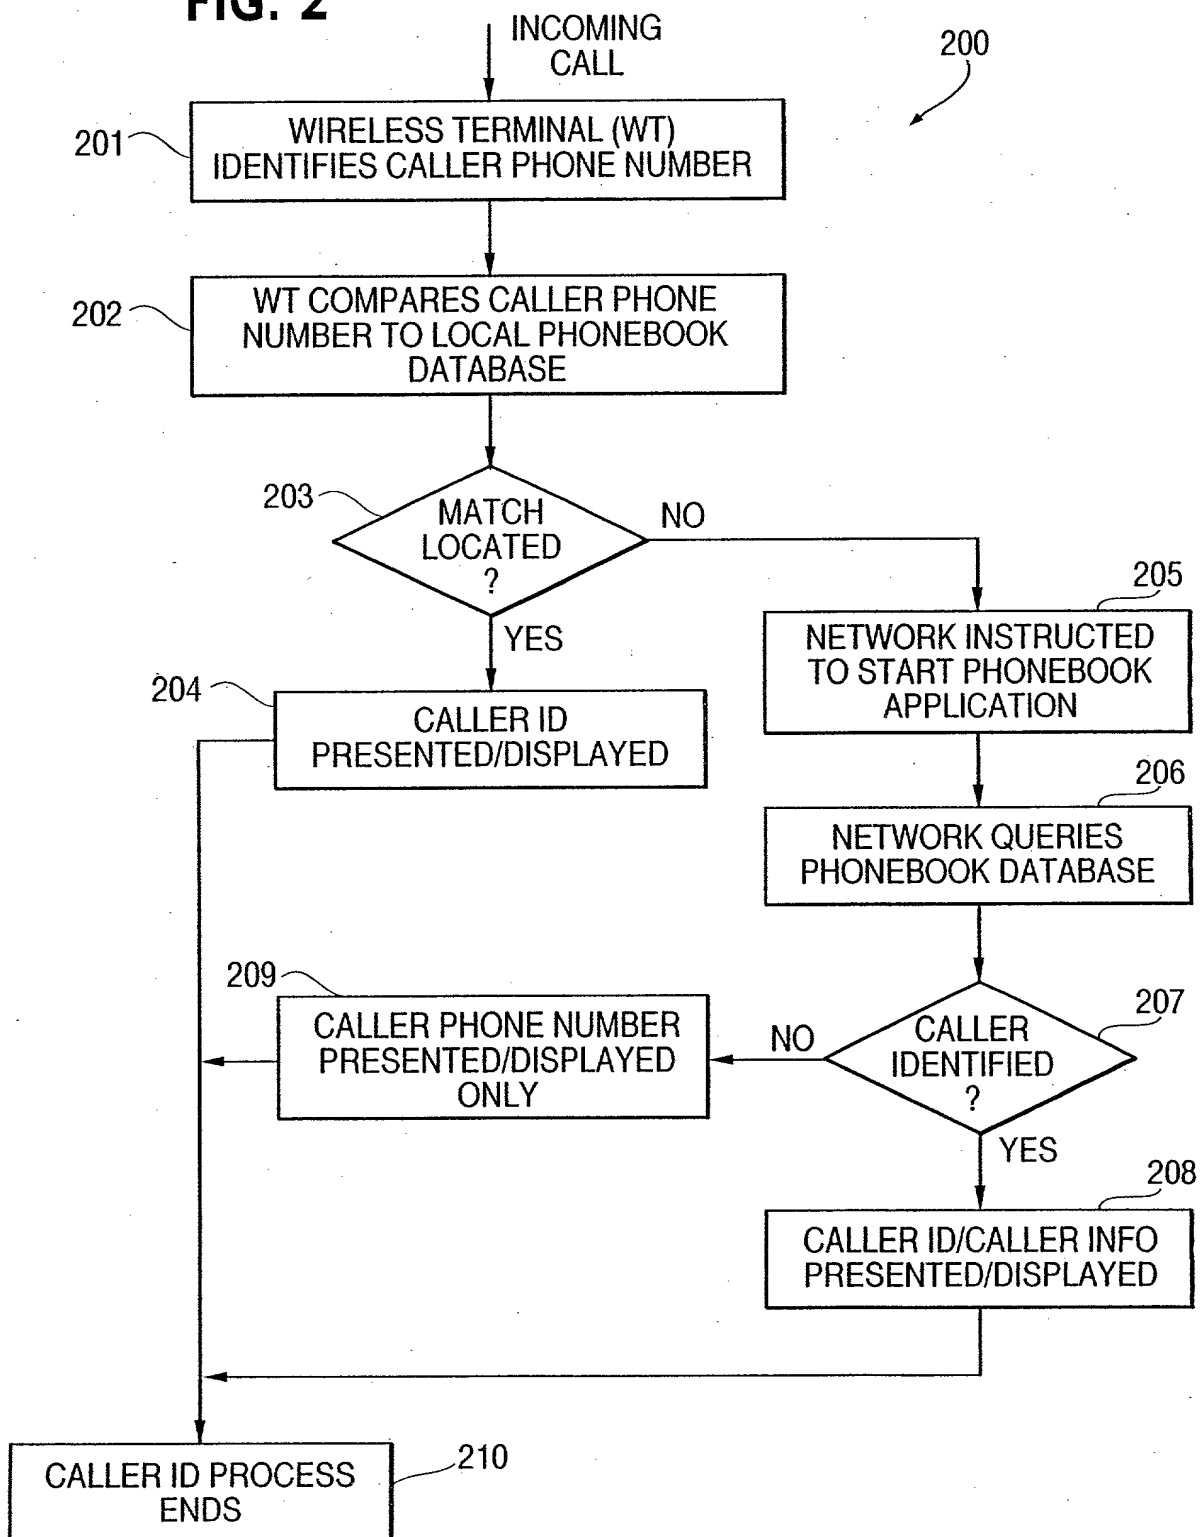 FIG. 2
INCOMING
CALL
200
201
WIRELESS TERMINAL (WT)
IDENTIFIES CALLER PHONE NUMBER
202
WT COMPARES CALLER PHONE
NUMBER TO LOCAL PHONEBOOK
DATABASE
203
MATCH
LOCATED
?
NO
YES
205
NETWORK INSTRUCTED
TO START PHONEBOOK
APPLICATION
204
CALLER ID
PRESENTED/DISPLAYED
206
NETWORK QUERIES
PHONEBOOK DATABASE
209
CALLER PHONE NUMBER
PRESENTED/DISPLAYED
ONLY
NO
207
CALLER
IDENTIFIED
?
YES
208
CALLER ID/CALLER INFO
PRESENTED/DISPLAYED
210
CALLER ID PROCESS
ENDS